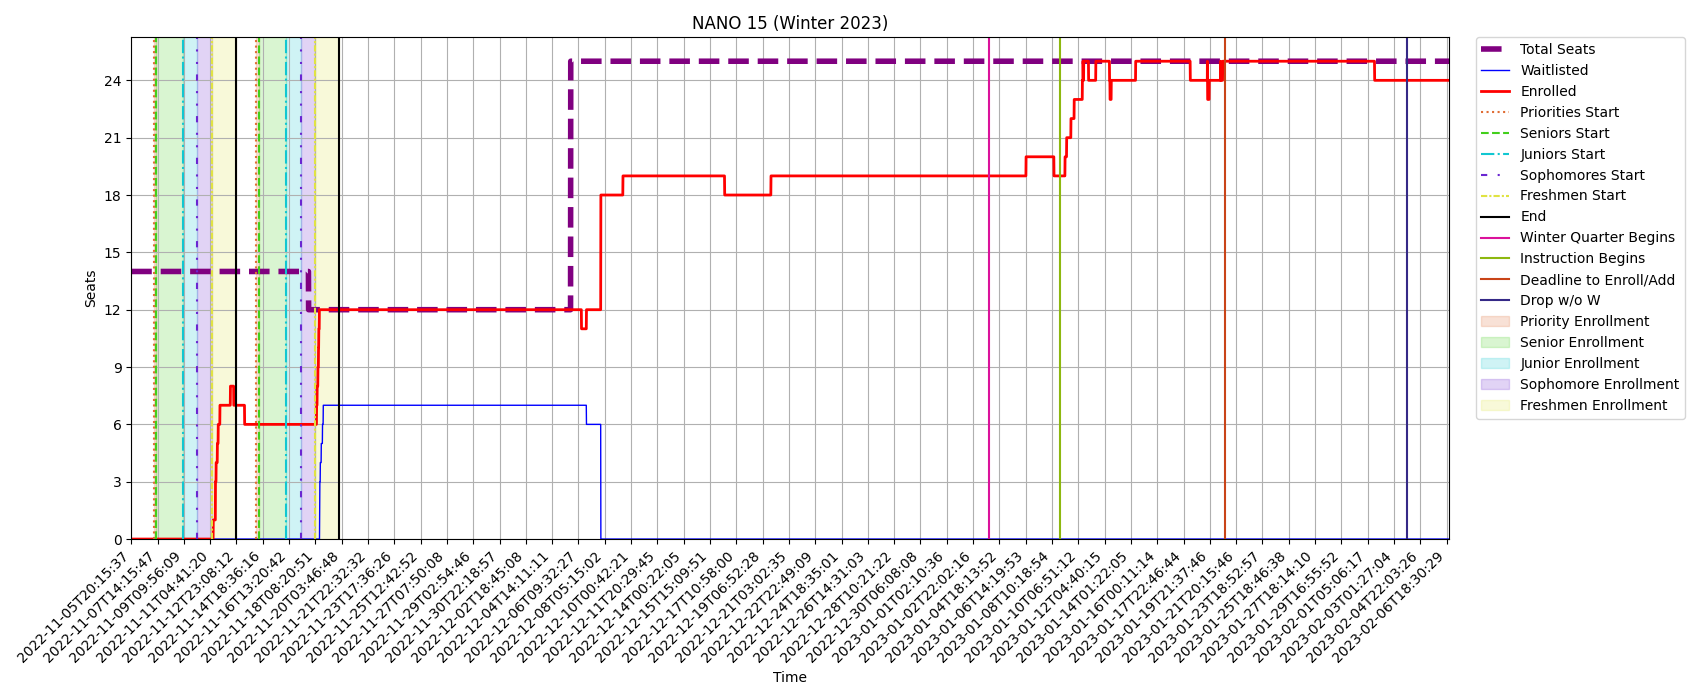 NANO 15 (Winter 2023)
Seats
24
21
18
15
12
9
6
3
0
2022-11-05T20:15:37
2022-11-07T14:15:47
2022-11-09T09:56:09
2022-11-11T04:41:20
2022-11-12T23:08:12
2022-11-14T18:36:16
2022-11-16T13:20:42
2022-11-18T08:20:51
2022-11-20T03:46:48
2022-11-21T22:32:32
2022-11-23T17:36:26
2022-11-25T12:42:52
2022-11-27T07:50:08
2022-11-29T02:54:46
2022-11-30T22:18:57
2022-12-02T18:45:08
2022-12-04T14:11:11
2022-12-06T09:32:27
2022-12-08T05:15:02
2022-12-10T00:42:21
2022-12-11T20:29:45
2022-12-14T00:22:05
2022-12-15T15:09:51
2022-12-17T10:58:00
2022-12-19T06:52:28
2022-12-21T03:02:35
2022-12-22T22:49:09
2022-12-24T18:35:01
2022-12-26T14:31:03
2022-12-28T10:21:22
2022-12-30T06:08:08
2023-01-01T02:10:36
2023-01-02T22:02:16
2023-01-04T18:13:52
2023-01-06T14:19:53
2023-01-08T10:18:54
2023-01-10T06:51:12
2023-01-12T04:40:15
2023-01-14T01:22:05
2023-01-16T00:11:14
2023-01-17T22:46:44
2023-01-19T21:37:46
2023-01-21T20:15:46
2023-01-23T18:52:57
2023-01-25T18:46:38
2023-01-27T18:14:10
2023-01-29T16:55:52
2023-02-01T05:06:17
2023-02-03T01:27:04
2023-02-04T22:03:26
2023-02-06T18:30:29
Time
Total Seats
Waitlisted
Enrolled
Priorities Start
Seniors Start
Juniors Start
Sophomores Start
Freshmen Start
End
Winter Quarter Begins
Instruction Begins
Deadline to Enroll/Add
Drop w/o W
Priority Enrollment
Senior Enrollment
Junior Enrollment
Sophomore Enrollment
Freshmen Enrollment